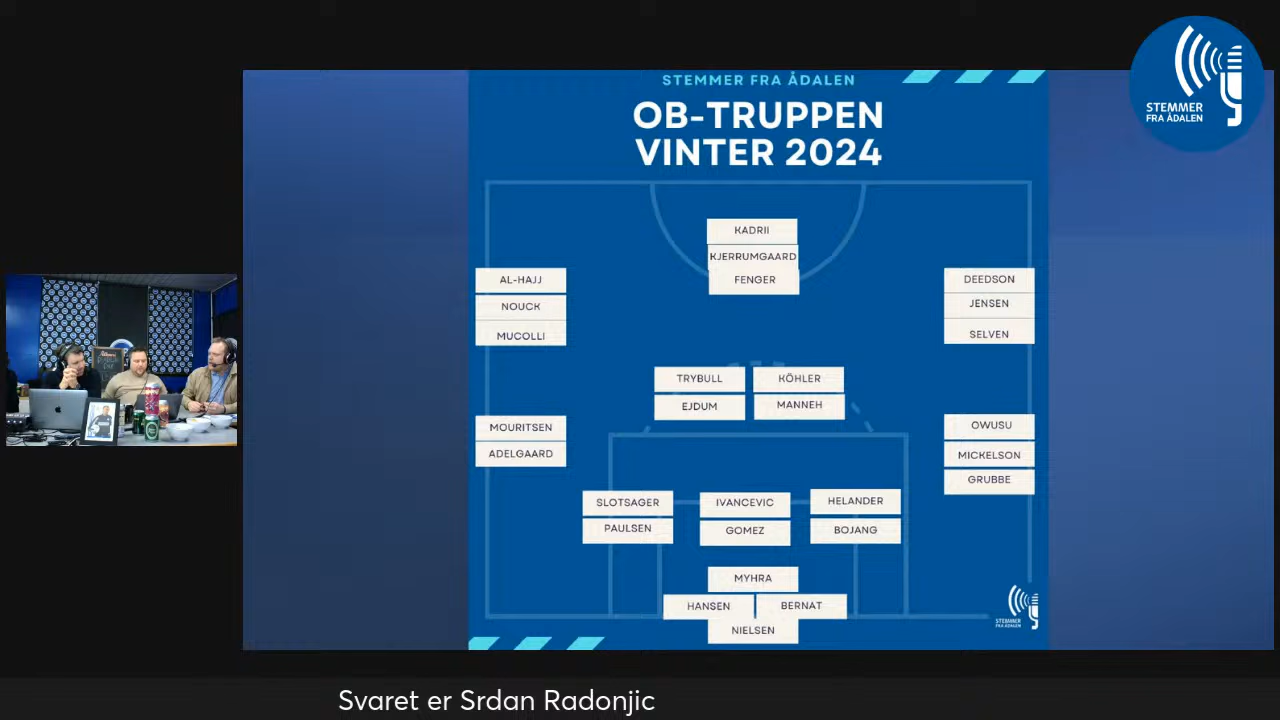 STEMMER FRA ÅDALEN
OB-TRUPPEN
VINTER 2024
STEMMER
FRA ÅDALEN
KADRII
KJERRUMGAARD
FENGER
AL-HAJJ
NOUCK
MUCOLLI
DEEDSON
JENSEN
SELVEN
TRYBULL
KÖHLER
EJDUM
MANNEH
MOURITSEN
ADELGAARD
OWUSU
MICKELSON
GRUBBE
SLOTSAGER
IVANCEVIC
HELANDER
PAULSEN
GOMEZ
BOJANG
MYHRA
HANSEN
BERNAT
NIELSEN
STEMMER
FRA ÅDALEN
Svaret er Srdan Radonjic